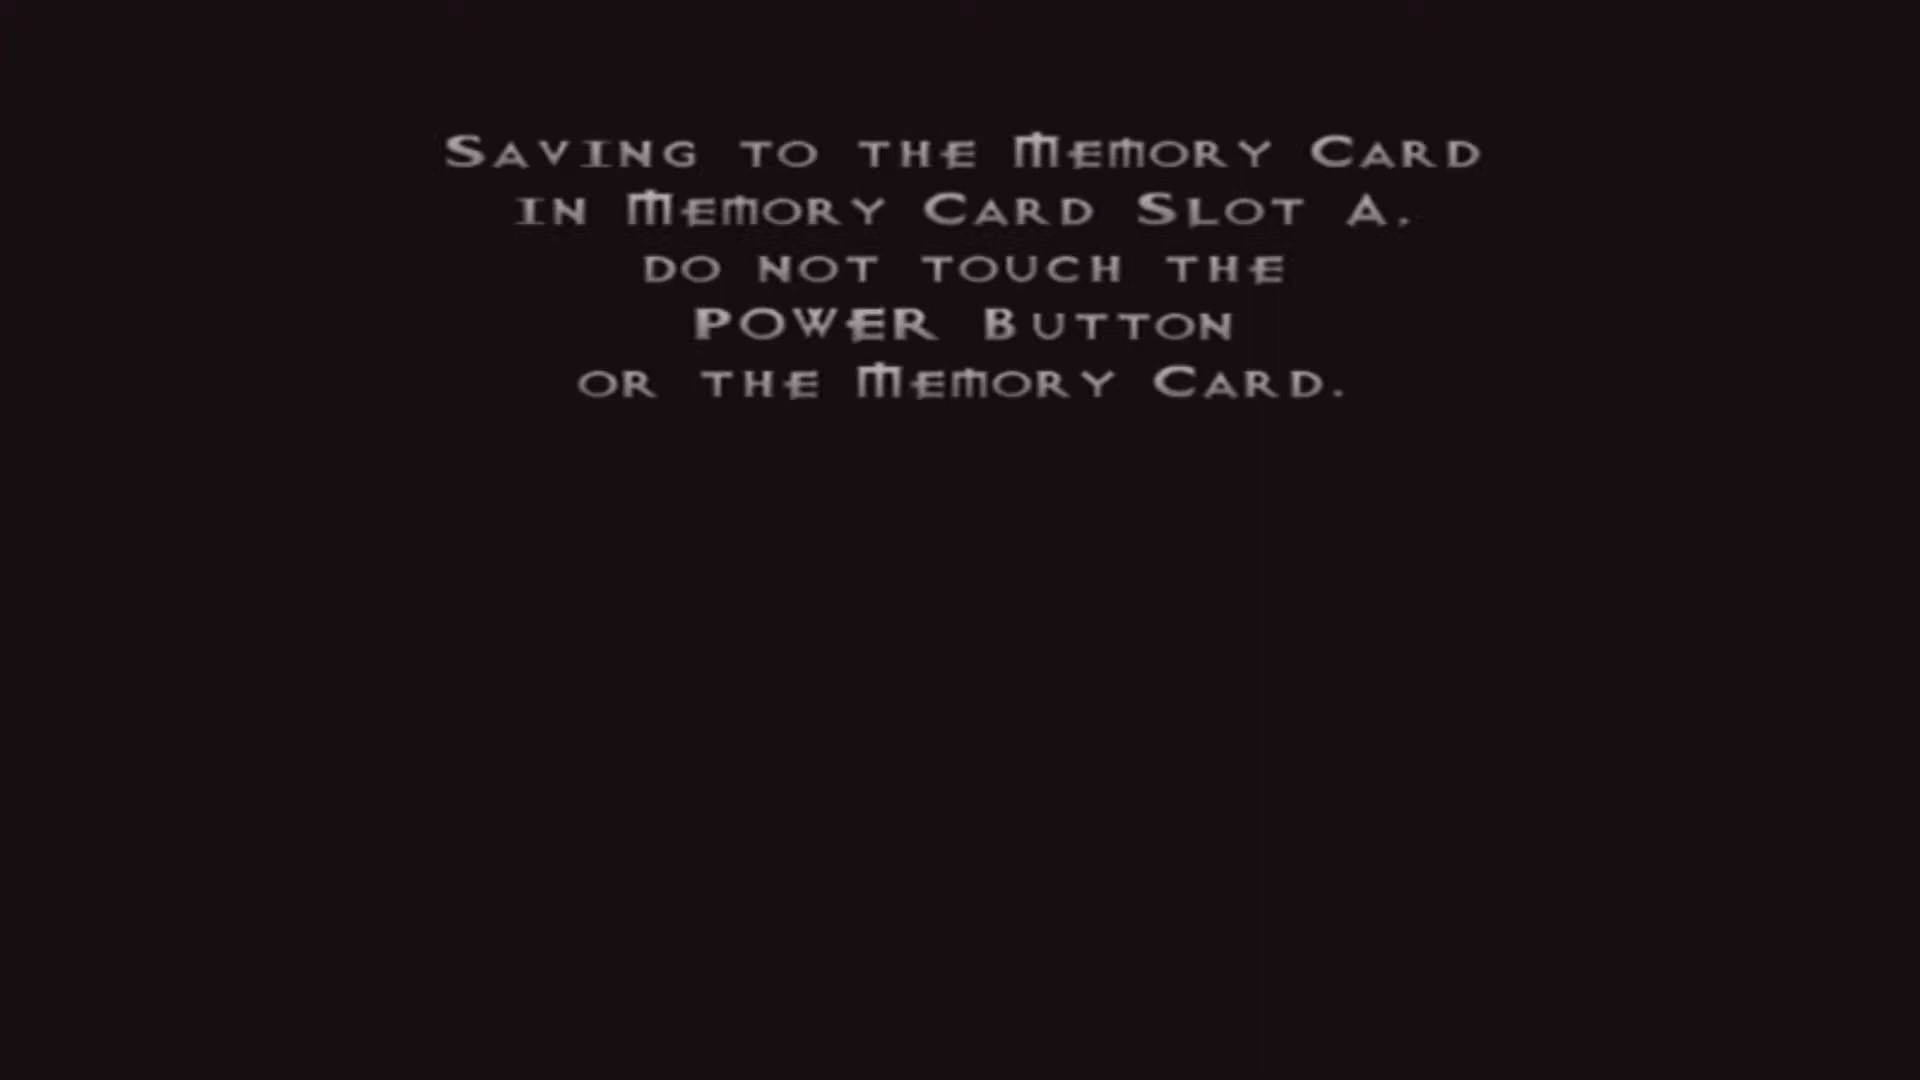 Saving to the Memory Card
in Memory Card Slot A.
do not touch the
POWER Button
or the Memory Card.